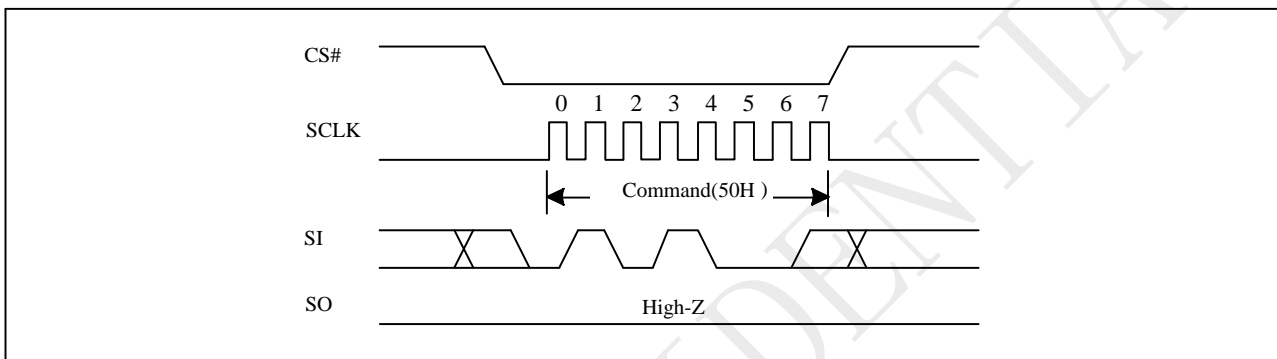 CS#
0 1 2 3 4 5 6 7
SCLK
Command(50H )
SI
SO
High-Z